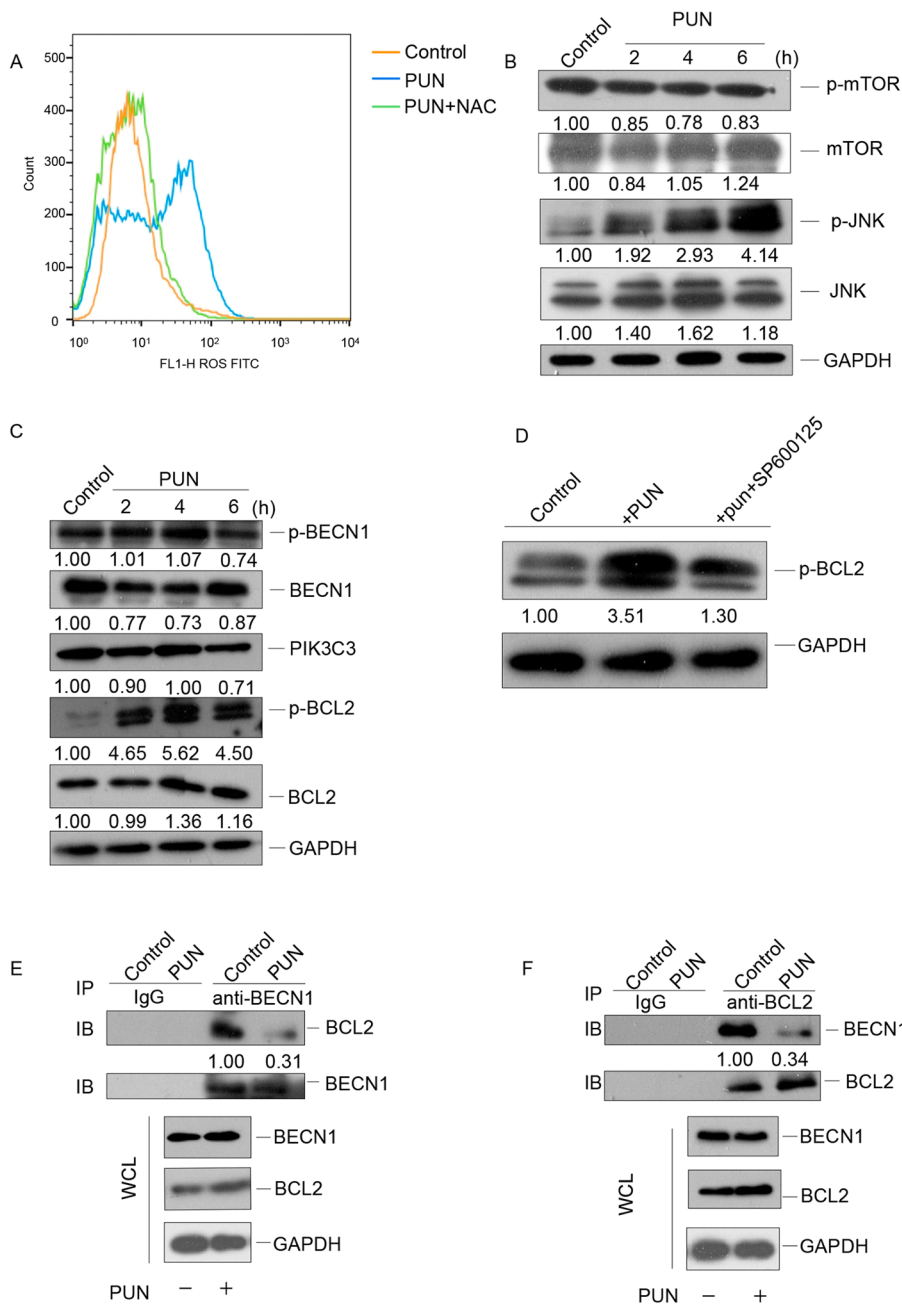 A
Control
PUN
PUN+NAC
500
400
300
200
100
0
Count
10⁰ 10¹ 10² 10³ 10⁴
FL1-H ROS FITC
B
Control
PUN
2 4 6 (h)
p-mTOR
1.00 0.85 0.78 0.83
mTOR
1.00 0.84 1.05 1.24
p-JNK
1.00 1.92 2.93 4.14
JNK
1.00 1.40 1.62 1.18
GAPDH
C
Control
PUN
2 4 6 (h)
p-BECN1
1.00 1.01 1.07 0.74
BECN1
1.00 0.77 0.73 0.87
PIK3C3
1.00 0.90 1.00 0.71
p-BCL2
1.00 4.65 5.62 4.50
BCL2
1.00 0.99 1.36 1.16
GAPDH
D
Control +PUN +pun+SP600125
p-BCL2
1.00 3.51 1.30
GAPDH
E
Control PUN Control PUN
IP IgG anti-BECN1
IB BCL2
1.00 0.31
IB BECN1
WCL
BECN1
BCL2
GAPDH
PUN − +
F
Control PUN Control PUN
IP IgG anti-BCL2
IB BECN1
1.00 0.34
IB BCL2
WCL
BECN1
BCL2
GAPDH
PUN − +